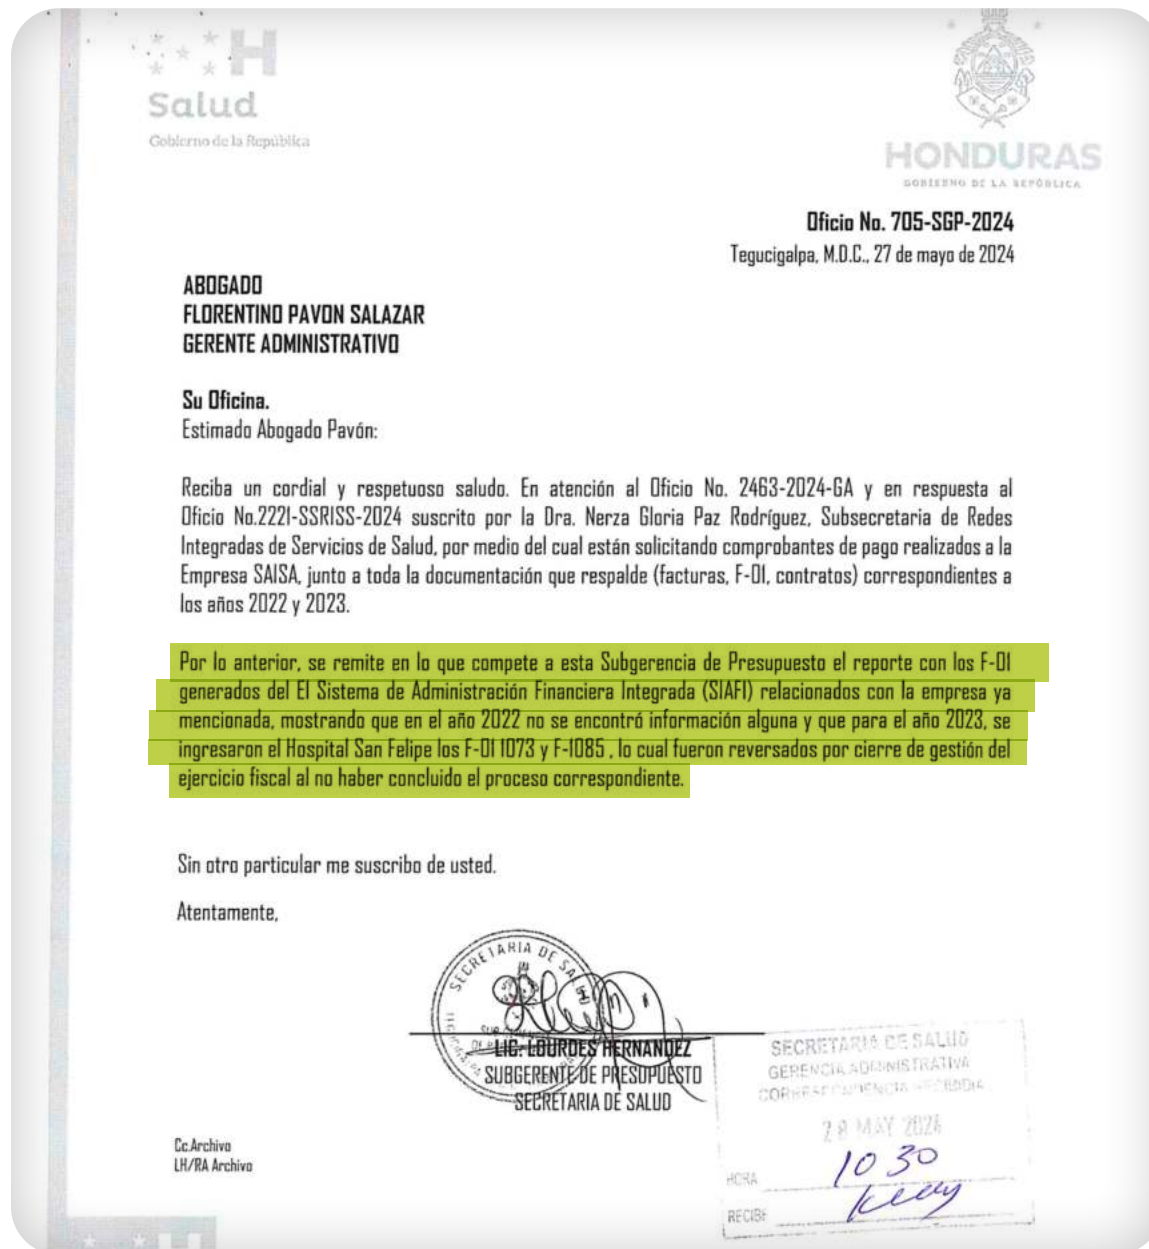 H
Salud
Gobierno de la República
HONDURAS
GOBIERNO DE LA REPÚBLICA
Oficio No. 705-SGP-2024
Tegucigalpa, M.D.C., 27 de mayo de 2024
ABOGADO
FLORENTINO PAVON SALAZAR
GERENTE ADMINISTRATIVO
Su Oficina.
Estimado Abogado Pavón:
Reciba un cordial y respetuoso saludo. En atención al Oficio No. 2463-2024-GA y en respuesta al
Oficio No.2221-SSRISS-2024 suscrito por la Dra. Nerza Gloria Paz Rodríguez, Subsecretaria de Redes
Integradas de Servicios de Salud, por medio del cual están solicitando comprobantes de pago realizados a la
Empresa SAISA, junto a toda la documentación que respalde (facturas, F-01, contratos) correspondientes a
los años 2022 y 2023.
Por lo anterior, se remite en lo que compete a esta Subgerencia de Presupuesto el reporte con los F-01
generados del El Sistema de Administración Financiera Integrada (SIAFI) relacionados con la empresa ya
mencionada, mostrando que en el año 2022 no se encontró información alguna y que para el año 2023, se
ingresaron el Hospital San Felipe los F-01 1073 y F-1085 , lo cual fueron reversados por cierre de gestión del
ejercicio fiscal al no haber concluido el proceso correspondiente.
Sin otro particular me suscribo de usted.
Atentamente,
SECRETARIA DE SALUD
LIC. LOURDES HERNANDEZ
SUBGERENTE DE PRESUPUESTO
SECRETARIA DE SALUD
SECRETARIA DE SALUD
GERENCIA ADMINISTRATIVA
CORRESPONDENCIA RECIBIDA
28 MAY 2024
HORA 10 30
RECIBE
Cc.Archivo
LH/RA Archivo
H